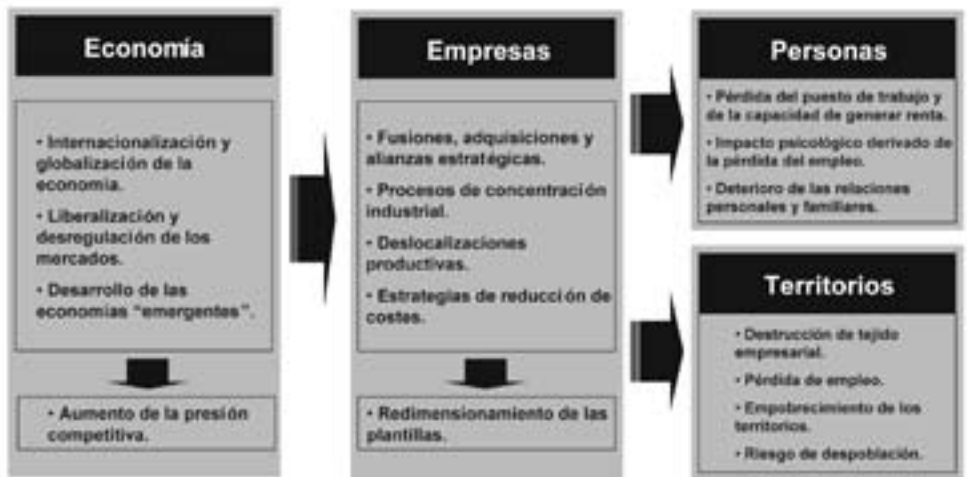 Economía
• Internacionalización y
globalización de la
economía.
• Liberalización y
desregulación de los
mercados.
• Desarrollo de las
economías “emergentes”.
• Aumento de la presión
competitiva.
Empresas
• Fusiones, adquisiciones y
alianzas estratégicas.
• Procesos de concentración
industrial.
• Deslocalizaciones
productivas.
• Estrategias de reducción de
costes.
• Redimensionamiento de las
plantillas.
Personas
• Pérdida del puesto de trabajo y
de la capacidad de generar renta.
• Impacto psicológico derivado de
la pérdida del empleo.
• Deterioro de las relaciones
personales y familiares.
Territorios
• Destrucción de tejido
empresarial.
• Pérdida de empleo.
• Empobrecimiento de los
territorios.
• Riesgo de despoblación.